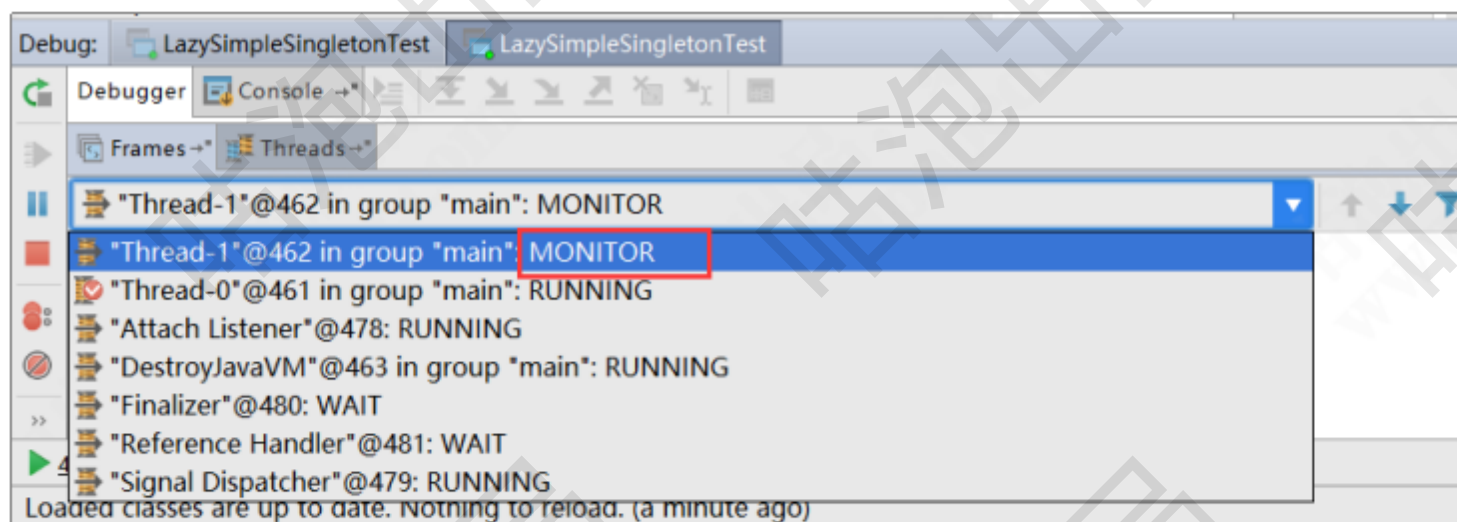 Debug: LazySimpleSingletonTest LazySimpleSingletonTest
Debugger Console
Frames Threads
"Thread-1"@462 in group "main": MONITOR
"Thread-1"@462 in group "main": MONITOR
"Thread-0"@461 in group "main": RUNNING
"Attach Listener"@478: RUNNING
"DestroyJavaVM"@463 in group "main": RUNNING
"Finalizer"@480: WAIT
"Reference Handler"@481: WAIT
"Signal Dispatcher"@479: RUNNING
Loaded classes are up to date. Nothing to reload. (a minute ago)